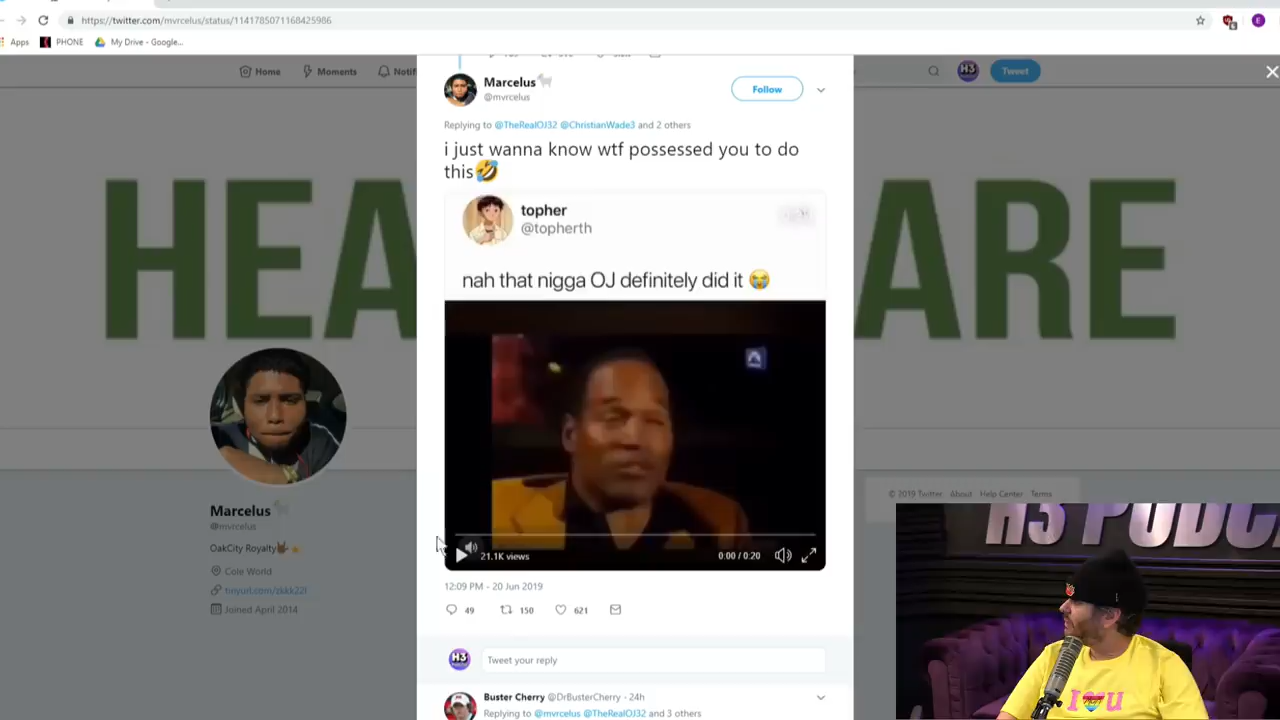 https://twitter.com/mvrcelus/status/1141785071168425986
Apps PHONE My Drive - Google...
Home Moments Notifi Tweet
HEA ARE
Marcelus
@mvrcelus
Follow
Replying to @TheRealOJ32 @ChristianWade3 and 2 others
i just wanna know wtf possessed you to do
this🤣
topher
@topherth
nah that nigga OJ definitely did it 😭
21.1K views
0:00 / 0:20
12:09 PM - 20 Jun 2019
49 150 621
H3 Tweet your reply
Buster Cherry @DrBusterCherry · 24h
Replying to @mvrcelus @TheRealOJ32 and 3 others
Marcelus
@mvrcelus
OakCity Royalty
Cole World
Joined April 2014
© 2019 Twitter About Help Center Terms
H3 PODC
I u